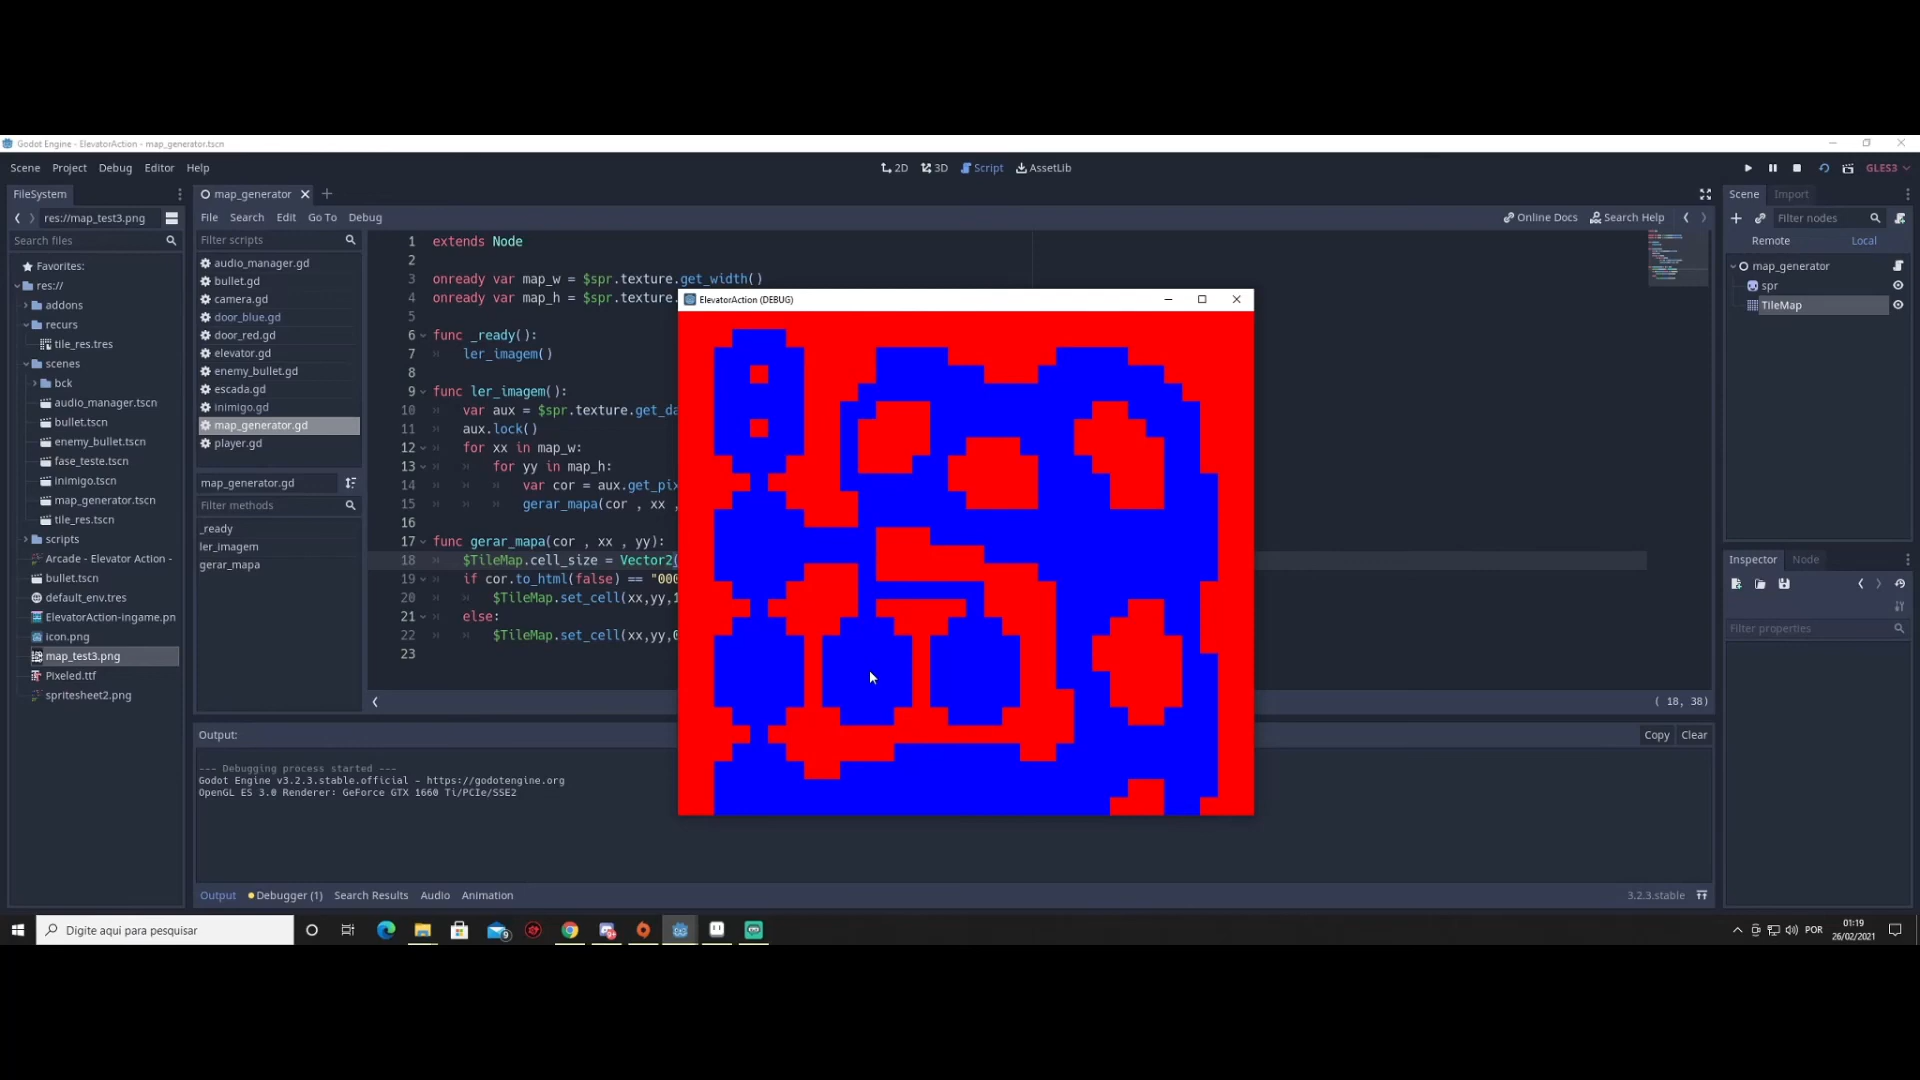 Godot Engine - ElevatorAction - map_generator.tscn
Scene Project Debug Editor Help
2D 3D Script AssetLib
GLES3
FileSystem
res://map_test3.png
Search files
Favorites:
res://
addons
recurs
tile_res.tres
scenes
bck
audio_manager.tscn
bullet.tscn
enemy_bullet.tscn
fase_teste.tscn
inimigo.tscn
map_generator.tscn
tile_res.tscn
scripts
Arcade - Elevator Action -
bullet.tscn
default_env.tres
ElevatorAction-ingame.pn
icon.png
map_test3.png
Pixeled.ttf
spritesheet2.png
map_generator
File Search Edit Go To Debug
Online Docs Search Help
Filter scripts
audio_manager.gd
bullet.gd
camera.gd
door_blue.gd
door_red.gd
elevator.gd
enemy_bullet.gd
escada.gd
inimigo.gd
map_generator.gd
player.gd
map_generator.gd
Filter methods
_ready
ler_imagem
gerar_mapa
1 extends Node
2
3 onready var map_w = $spr.texture.get_width()
4 onready var map_h = $spr.texture.
5
6 func _ready():
7 ler_imagem()
8
9 func ler_imagem():
10 var aux = $spr.texture.get_da
11 aux.lock()
12 for xx in map_w:
13 for yy in map_h:
14 var cor = aux.get_pix
15 gerar_mapa(cor , xx ,
16
17 func gerar_mapa(cor , xx , yy):
18 $TileMap.cell_size = Vector2(
19 if cor.to_html(false) == "000
20 $TileMap.set_cell(xx,yy,1
21 else:
22 $TileMap.set_cell(xx,yy,0
23
( 18, 38)
ElevatorAction (DEBUG)
Output:
Copy Clear
--- Debugging process started ---
Godot Engine v3.2.3.stable.official - https://godotengine.org
OpenGL ES 3.0 Renderer: GeForce GTX 1660 Ti/PCIe/SSE2
Output Debugger (1) Search Results Audio Animation
3.2.3.stable
Scene Import
Filter nodes
Remote Local
map_generator
spr
TileMap
Inspector Node
Filter properties
Digite aqui para pesquisar
POR
01:19
26/02/2021